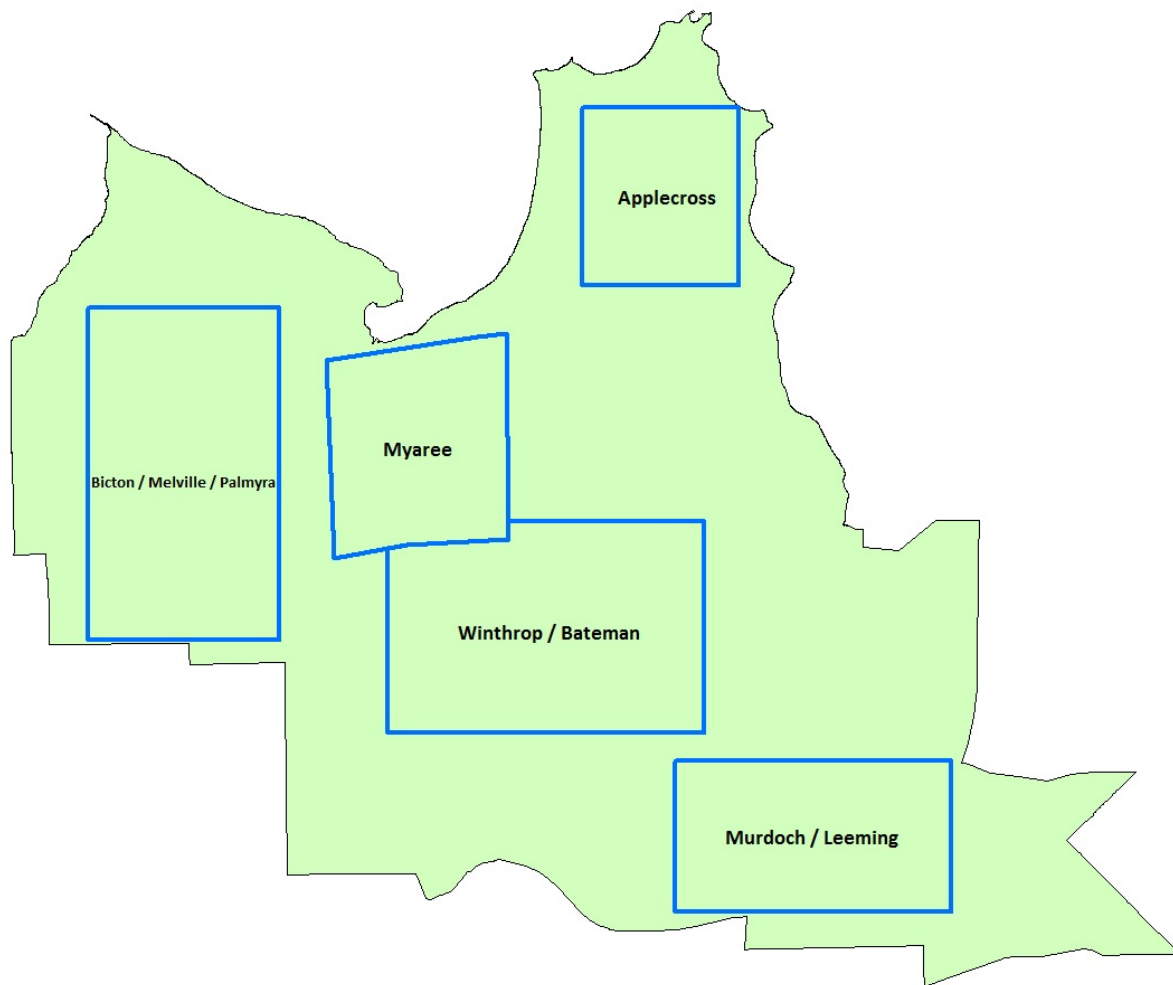 Applecross
Myaree
Bicton / Melville / Palmyra
Winthrop / Bateman
Murdoch / Leeming